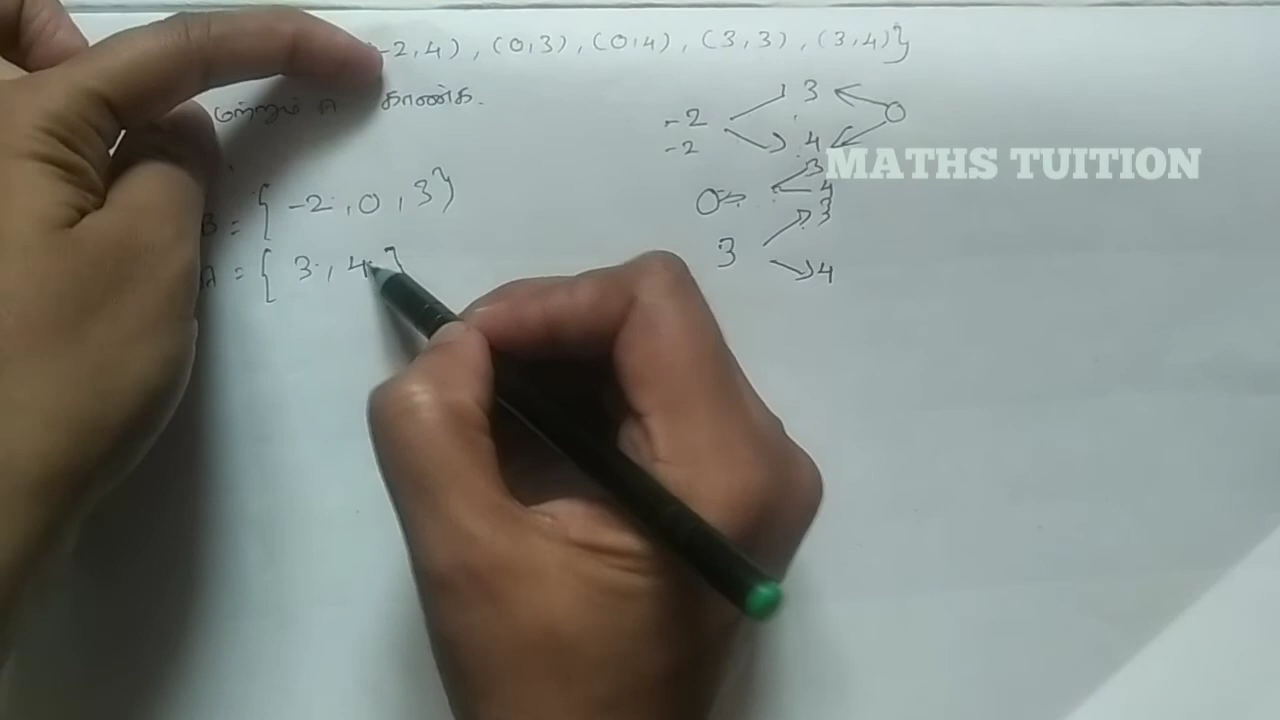 -2,4), (0,3), (0,4), (3,3), (3,4)}
மற்றும் A காண்க.
3
-2
0
-2
4
MATHS TUITION
3
B = { -2, 0, 3}
0
4
3
3
A = { 3, 4 }
4